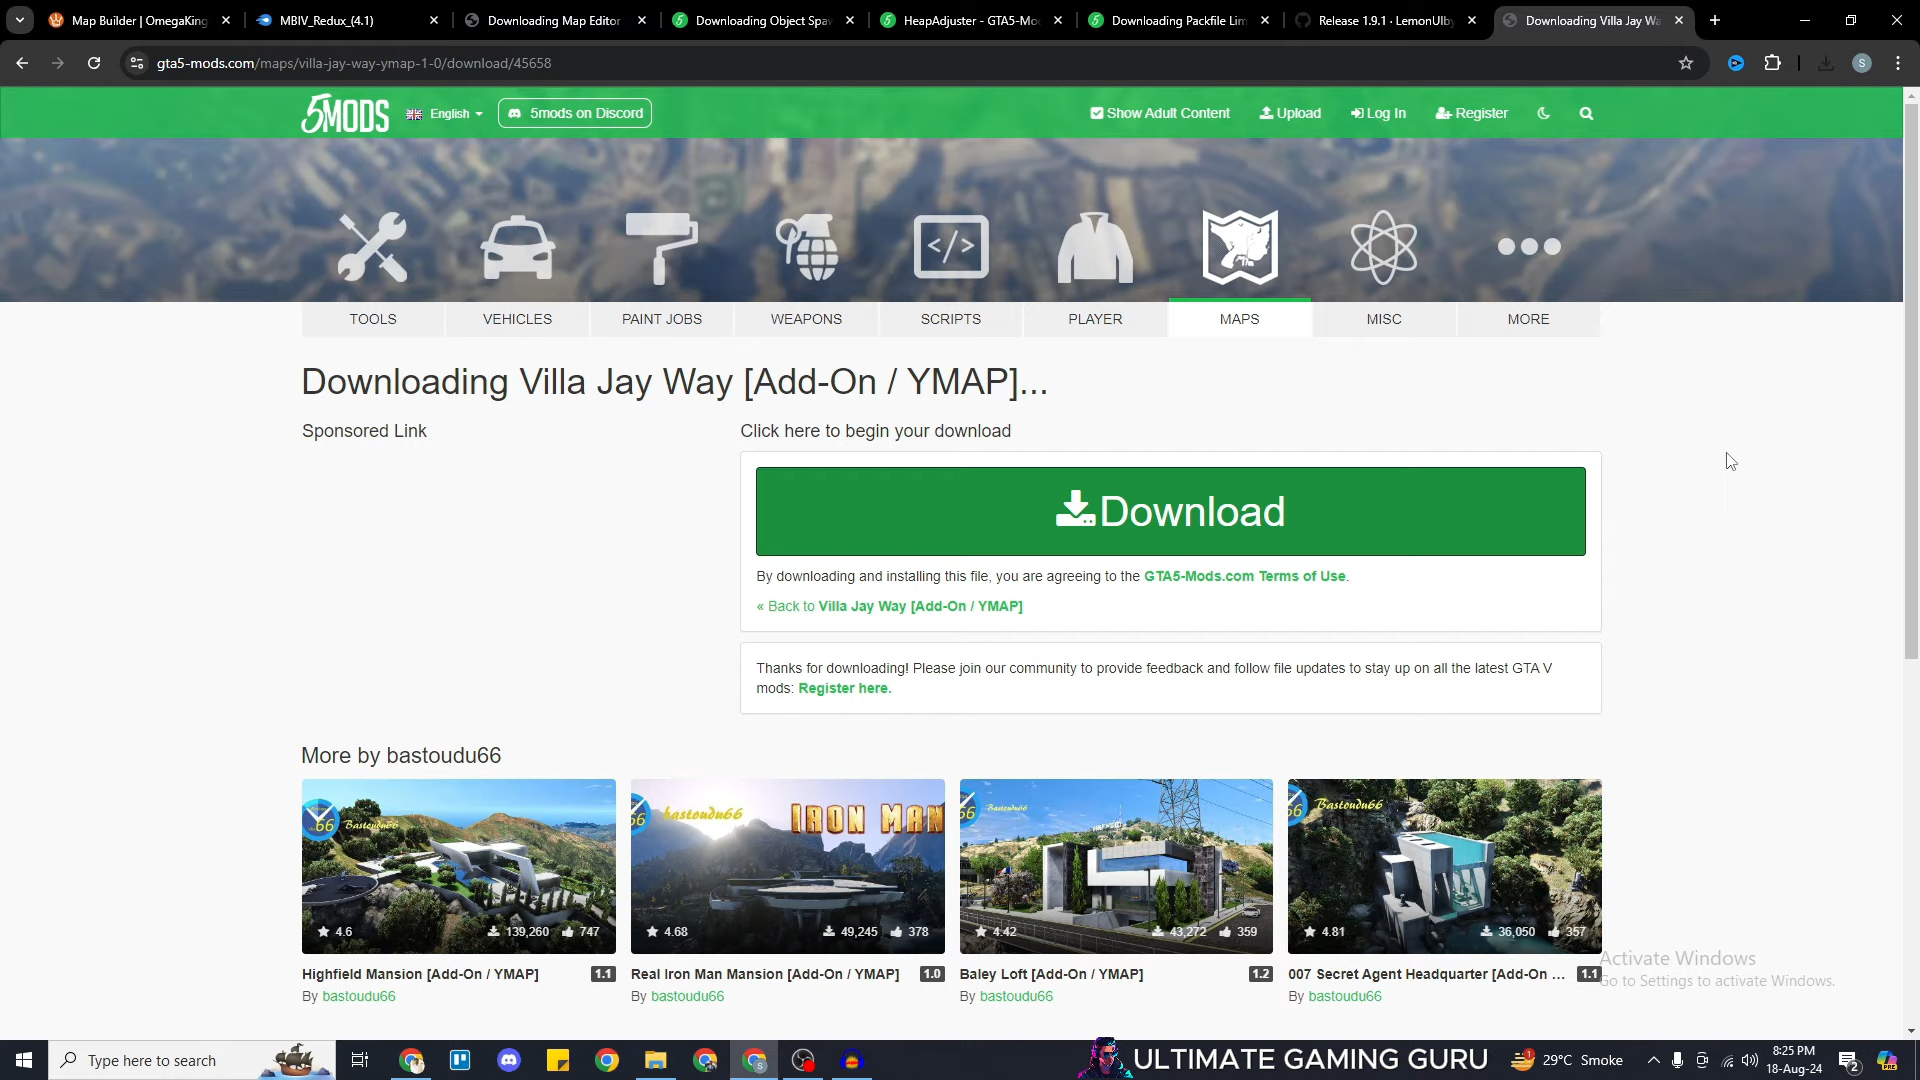 Map Builder | OmegaKing
MBIV_Redux_(4.1)
Downloading Map Editor
Downloading Object Spa
HeapAdjuster - GTA5-Mo
Downloading Packfile Lim
Release 1.9.1 · LemonUIby
Downloading Villa Jay Wa
gta5-mods.com/maps/villa-jay-way-ymap-1-0/download/45658
S
5MODS
English
5mods on Discord
Show Adult Content
Upload
Log In
Register
TOOLS
VEHICLES
PAINT JOBS
WEAPONS
SCRIPTS
PLAYER
MAPS
MISC
MORE
Downloading Villa Jay Way [Add-On / YMAP]...
Sponsored Link
Click here to begin your download
Download
By downloading and installing this file, you are agreeing to the GTA5-Mods.com Terms of Use.
« Back to Villa Jay Way [Add-On / YMAP]
Thanks for downloading! Please join our community to provide feedback and follow file updates to stay up on all the latest GTA V
mods: Register here.
More by bastoudu66
66 Bastoudu66
4.6 139,260 747
66 bastoudu66 IRON MAN
4.68 49,245 378
66 Bastoudu66
4.42 43,272 359
66 Bastoudu66
4.81 36,050 357
Highfield Mansion [Add-On / YMAP] 1.1
By bastoudu66
Real Iron Man Mansion [Add-On / YMAP] 1.0
By bastoudu66
Baley Loft [Add-On / YMAP] 1.2
By bastoudu66
007 Secret Agent Headquarter [Add-On ... 1.1
By bastoudu66
Activate Windows
Go to Settings to activate Windows.
Type here to search
ULTIMATE GAMING GURU
29°C Smoke
8:25 PM
18-Aug-24
2